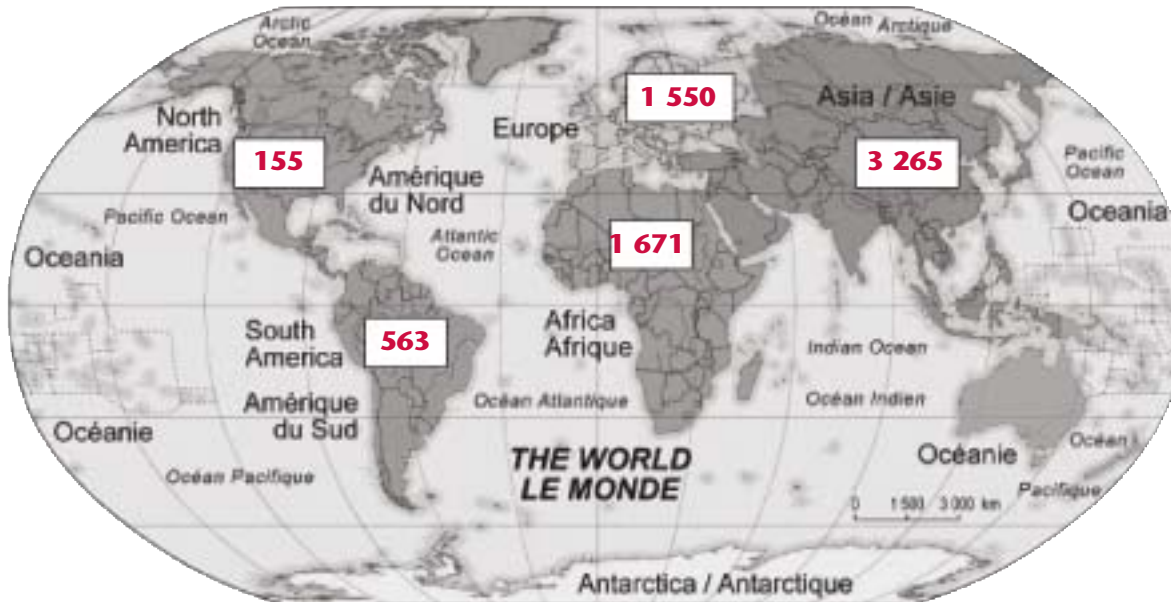 Arctic
Ocean
Océan Arctique
North
America
155
Amérique
du Nord
Europe
1 550
Asia / Asie
3 265
Pacific
Ocean
Oceania
Pacific Ocean
Atlantic
Ocean
1 671
Oceania
South
America
563
Africa
Afrique
Indian Ocean
Amérique
du Sud
Océan Atlantique
Océan Indien
Océanie
Océan Pacifique
THE WORLD
LE MONDE
Océanie
Océan
Pacifique
0 1 500 3 000 km
Antarctica / Antarctique